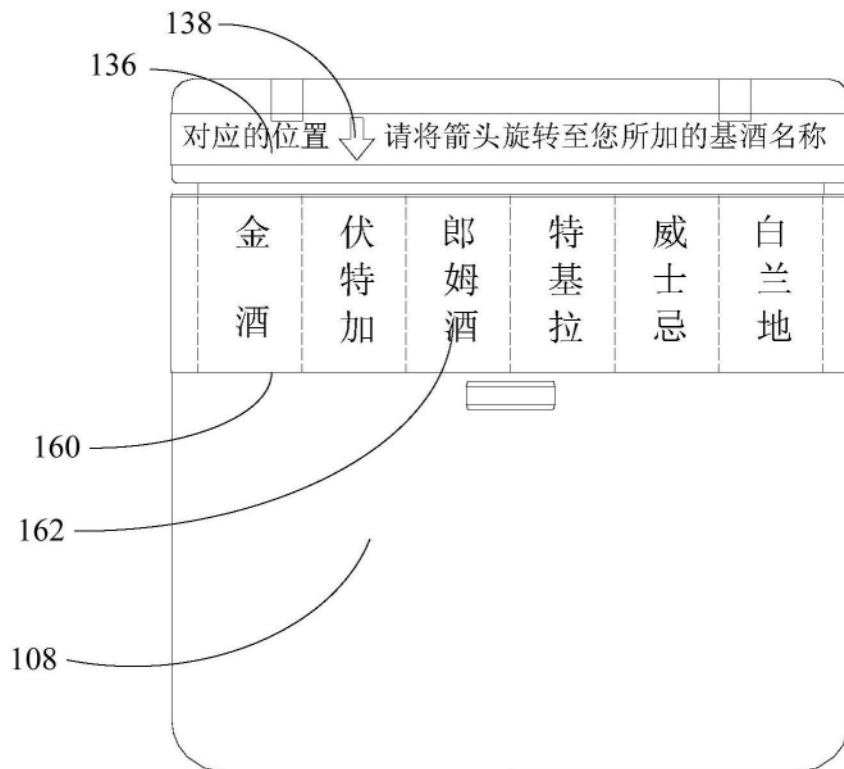 138
136
对应的位置 请将箭头旋转至您所加的基酒名称
金酒
伏特加
郎姆酒
特基拉
威士忌
白兰地
160
162
108